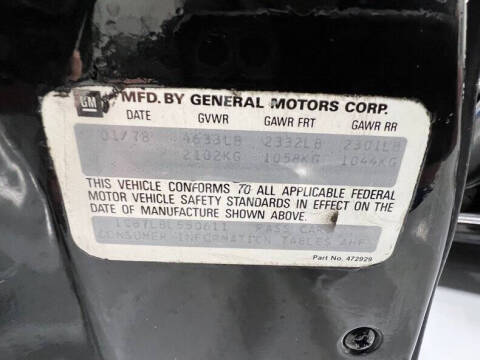 GM MFD. BY GENERAL MOTORS CORP.
DATE GVWR GAWR FRT GAWR RR
01/78 4633LB 2332LB 2301LB
2102KG 1058KG 1044KG
THIS VEHICLE CONFORMS TO ALL APPLICABLE FEDERAL
MOTOR VEHICLE SAFETY STANDARDS IN EFFECT ON THE
DATE OF MANUFACTURE SHOWN ABOVE.
PASS CAR
CONSUMER INFORMATION TABLES
Part No. 472929